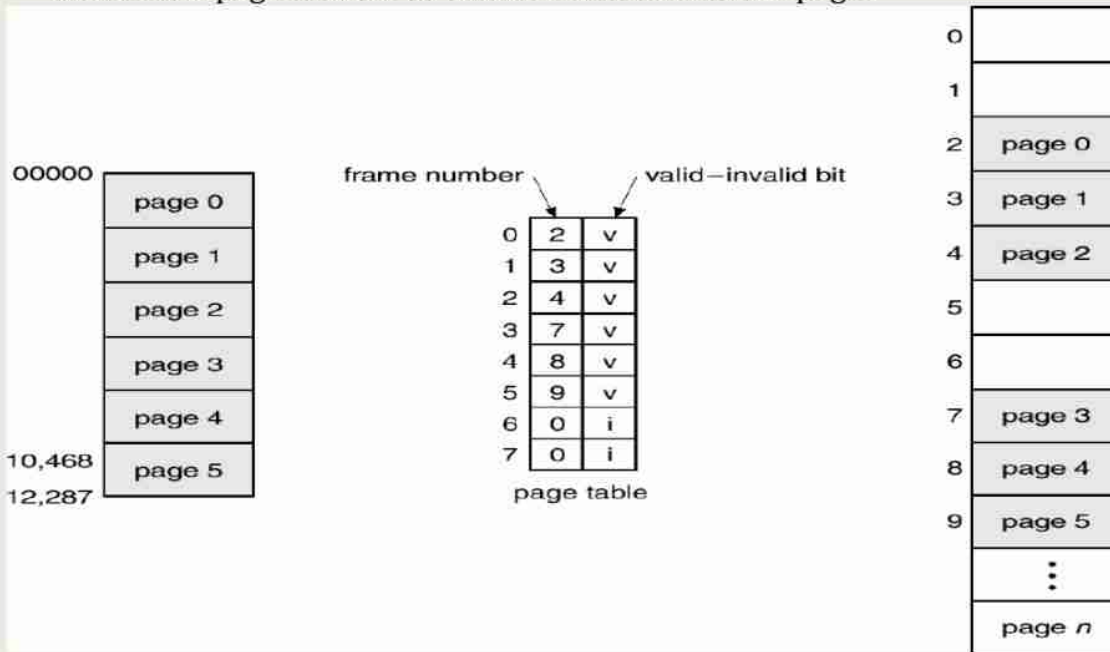 00000
page 0
page 1
page 2
page 3
page 4
10,468
page 5
12,287
frame number
valid–invalid bit
0 2 v
1 3 v
2 4 v
3 7 v
4 8 v
5 9 v
6 0 i
7 0 i
page table
0
1
2 page 0
3 page 1
4 page 2
5
6
7 page 3
8 page 4
9 page 5
⋮
page n